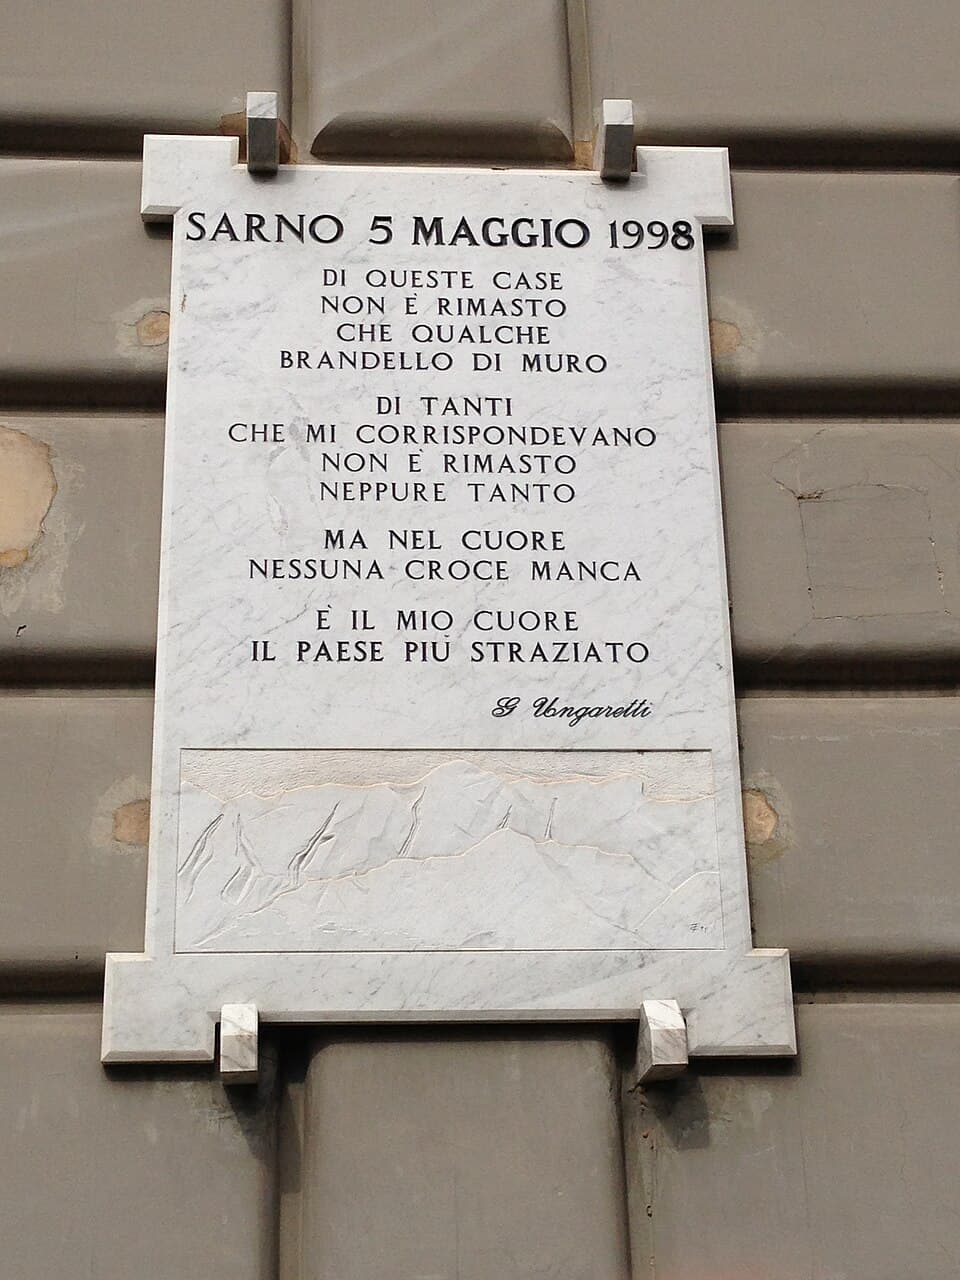 SARNO 5 MAGGIO 1998
DI QUESTE CASE
NON È RIMASTO
CHE QUALCHE
BRANDELLO DI MURO
DI TANTI
CHE MI CORRISPONDEVANO
NON È RIMASTO
NEPPURE TANTO
MA NEL CUORE
NESSUNA CROCE MANCA
È IL MIO CUORE
IL PAESE PIÙ STRAZIATO
G Ungaretti